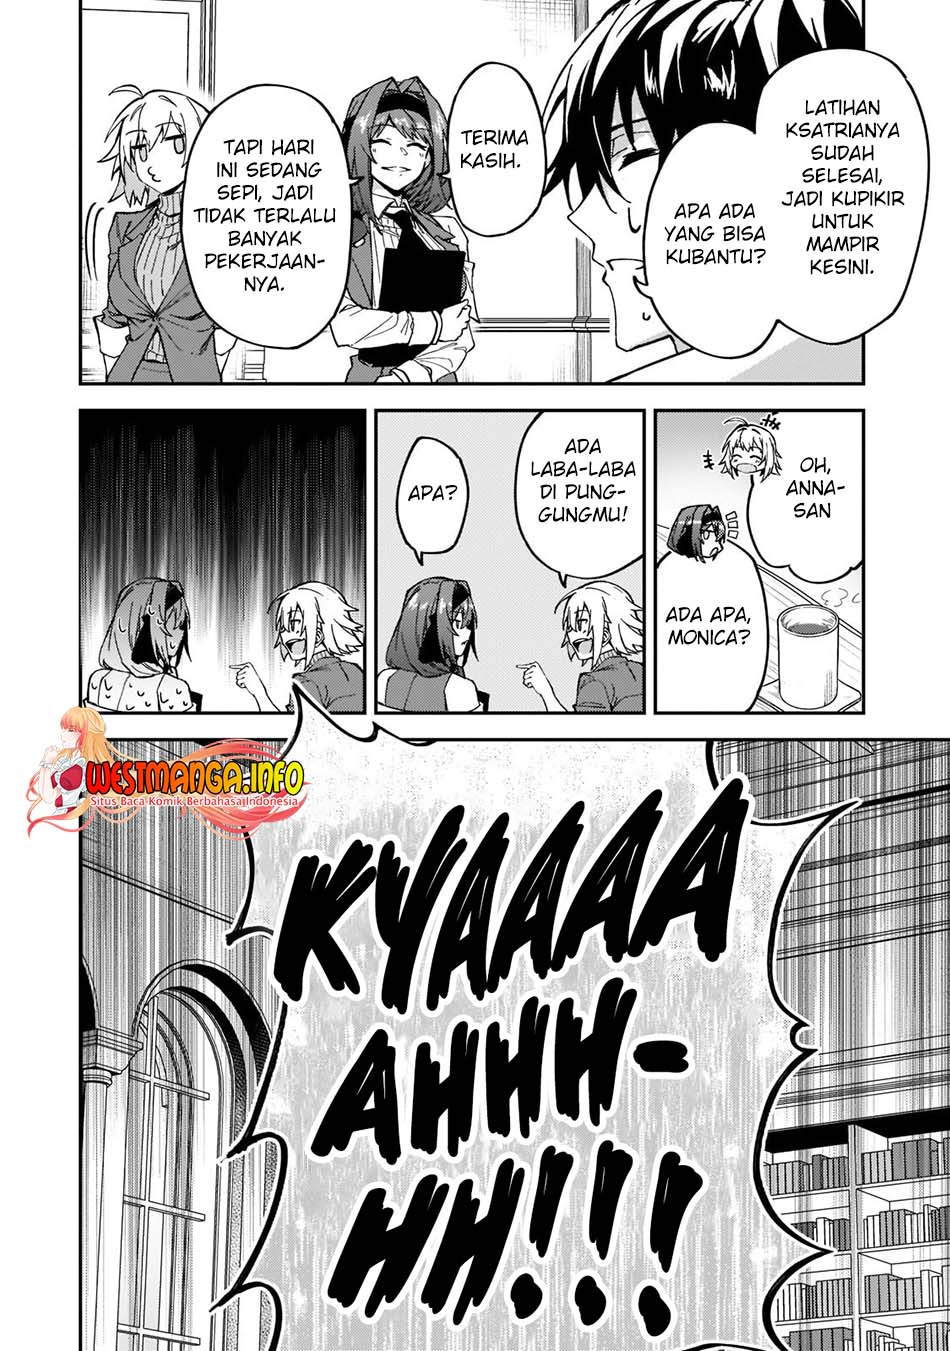 LATIHAN
KSATRIANYA
SUDAH
SELESAI,
JADI KUPIKIR
UNTUK
MAMPIR
KESINI.
APA ADA
YANG BISA
KUBANTU?
TERIMA
KASIH.
TAPI HARI
INI SEDANG
SEPI, JADI
TIDAK TERLALU
BANYAK
PEKERJAAN-
NYA.
OH,
ANNA-
SAN
ADA APA,
MONICA?
ADA
LABA-LABA
DI PUNG-
GUNGMU!
APA?
WESTMANGA.INFO
Situs Baca Komik Berbahasa Indonesia
KYAAAAA
AHHH-
HH!!!